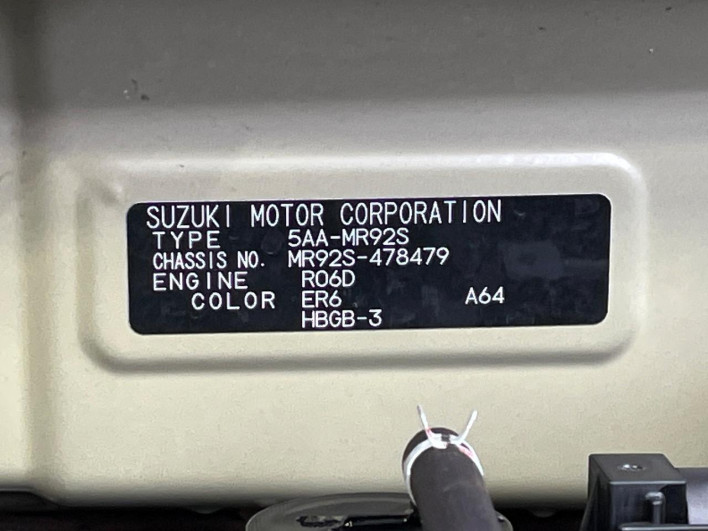 SUZUKI MOTOR CORPORATION
TYPE 5AA-MR92S
CHASSIS NO. MR92S-478479
ENGINE R06D
COLOR ER6 A64
HBGB-3